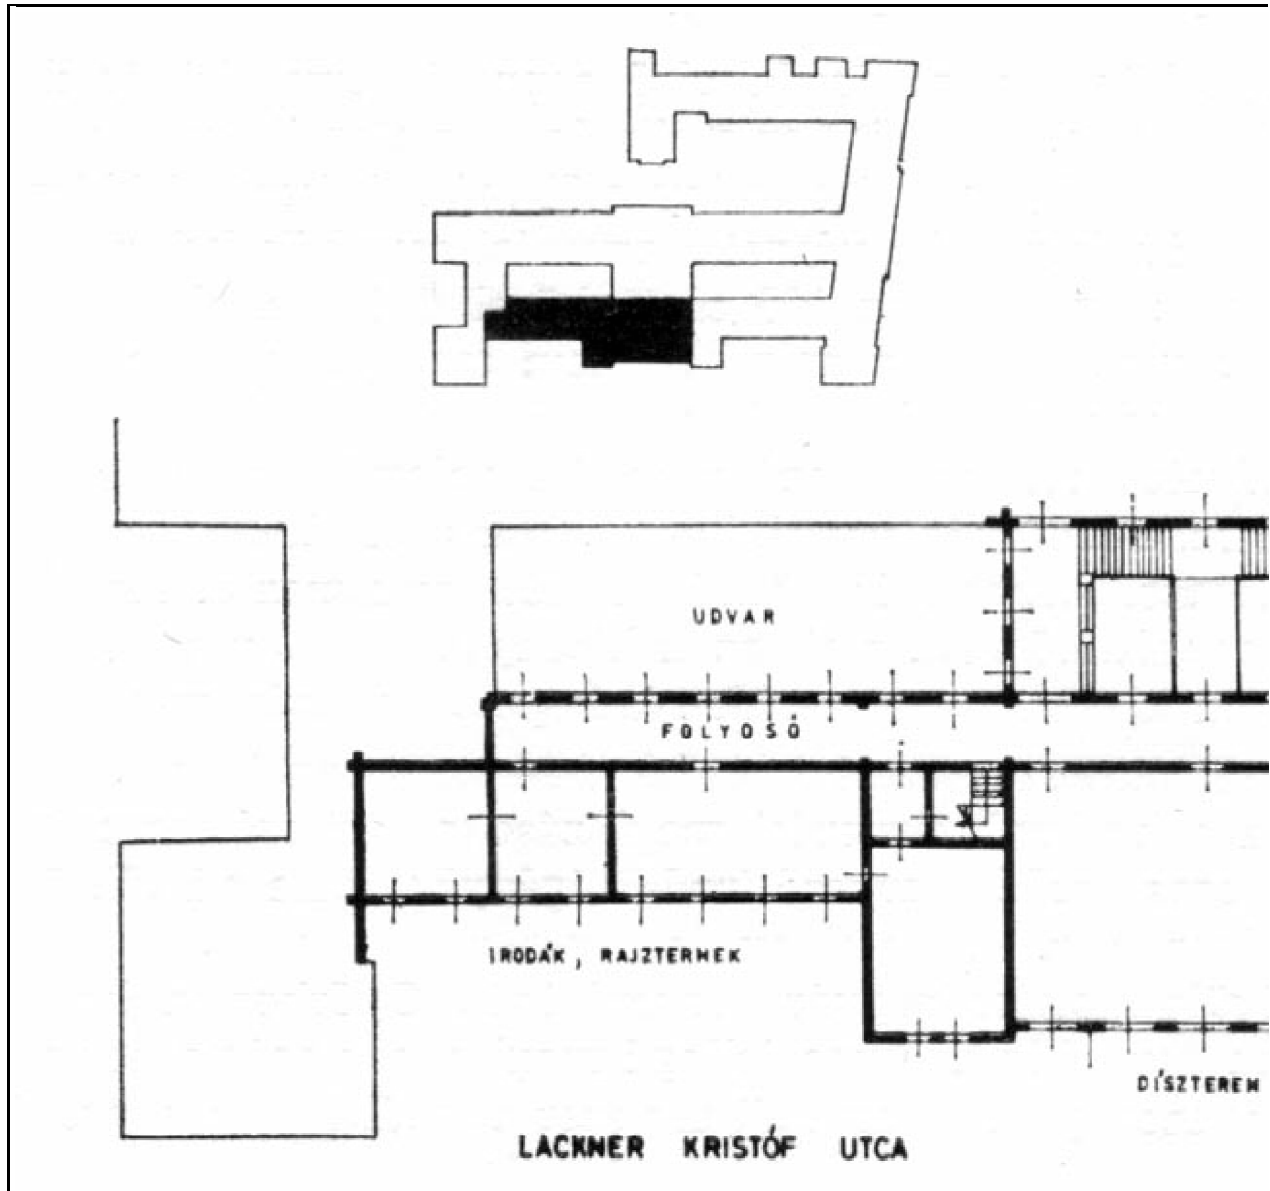 UDVAR
FOLYOSÓ
IRODÁK, RAJZTERMEK
DÍSZTEREM
LACKNER KRISTÓF UTCA